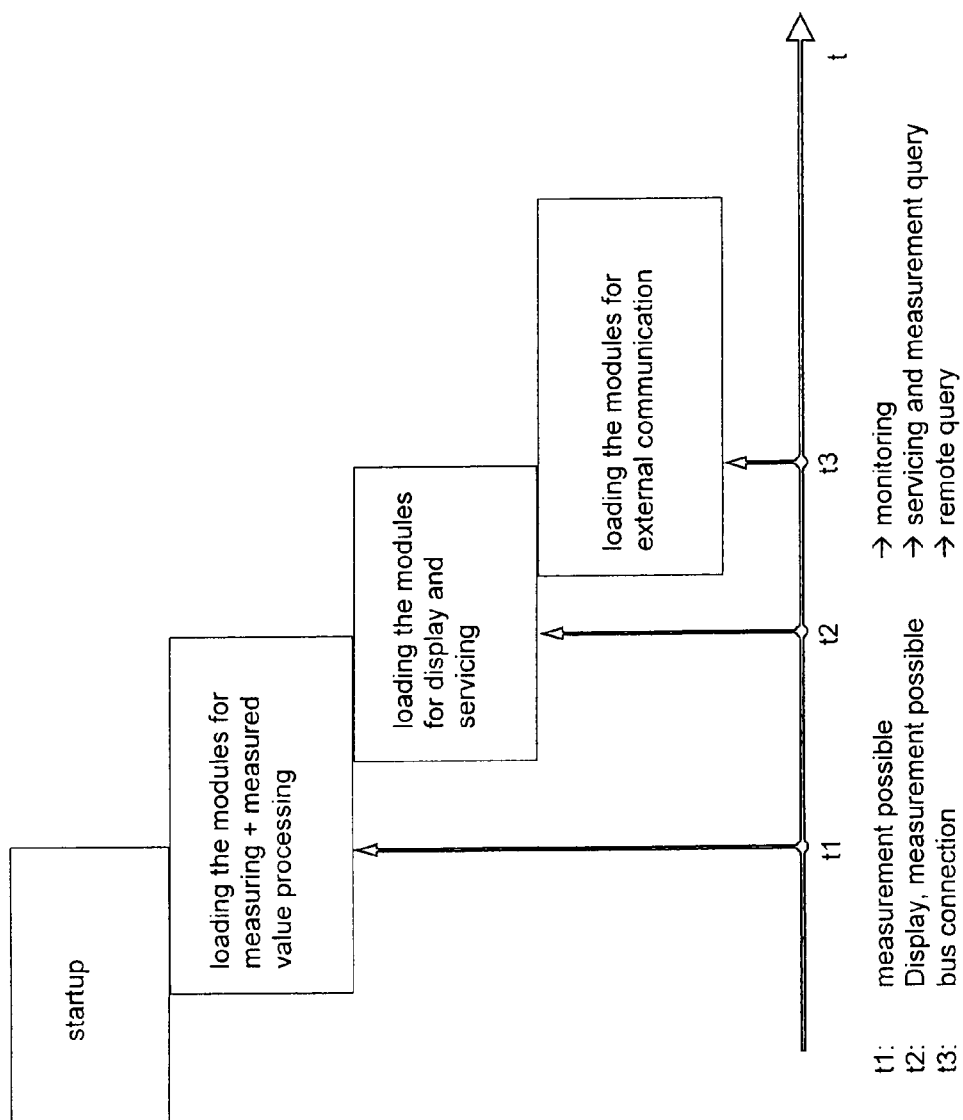 startup
loading the modules for
measuring + measured
value processing
loading the modules
for display and
servicing
loading the modules for
external communication
t1
t2
t3
t
t1: measurement possible → monitoring
t2: Display, measurement possible → servicing and measurement query
t3: bus connection → remote query